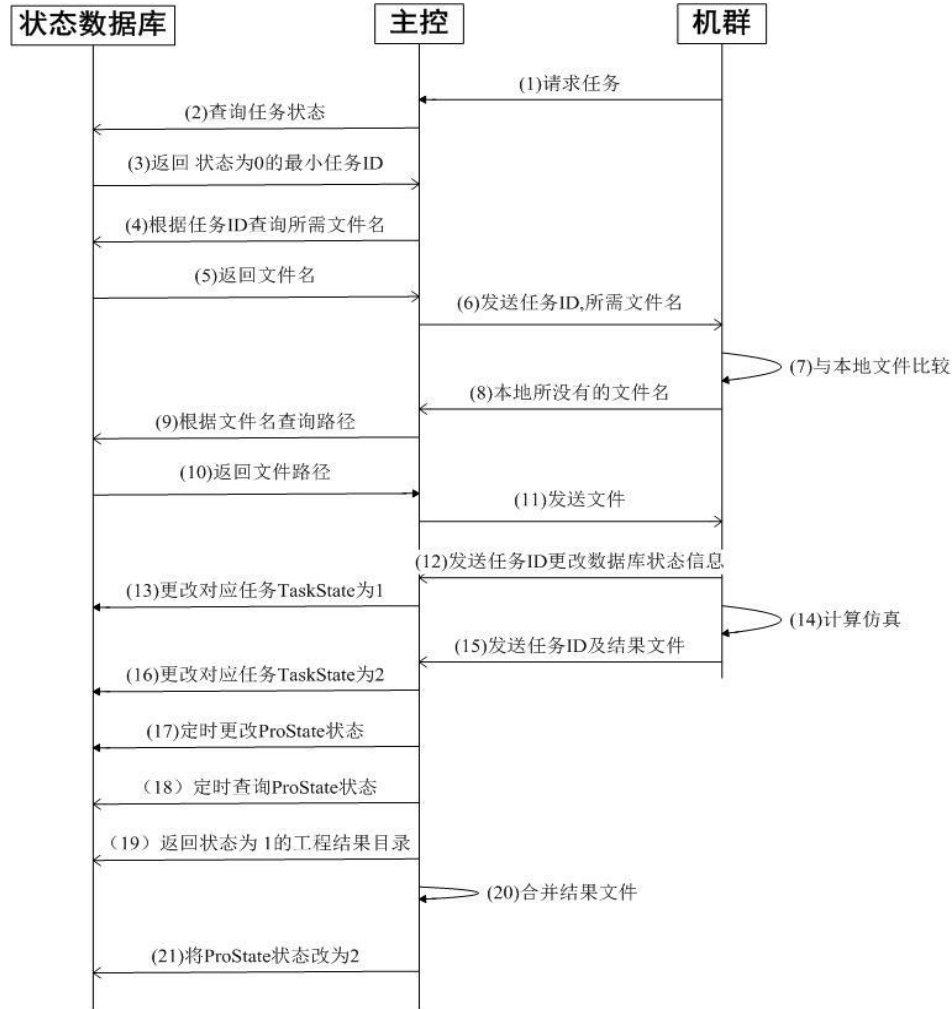 状态数据库
主控
机群
(1)请求任务
(2)查询任务状态
(3)返回 状态为0的最小任务ID
(4)根据任务ID查询所需文件名
(5)返回文件名
(6)发送任务ID,所需文件名
(7)与本地文件比较
(8)本地所没有的文件名
(9)根据文件名查询路径
(10)返回文件路径
(11)发送文件
(12)发送任务ID更改数据库状态信息
(13)更改对应任务TaskState为1
(14)计算仿真
(15)发送任务ID及结果文件
(16)更改对应任务TaskState为2
(17)定时更改ProState状态
（18）定时查询ProState状态
（19）返回状态为 1的工程结果目录
(20)合并结果文件
(21)将ProState状态改为2